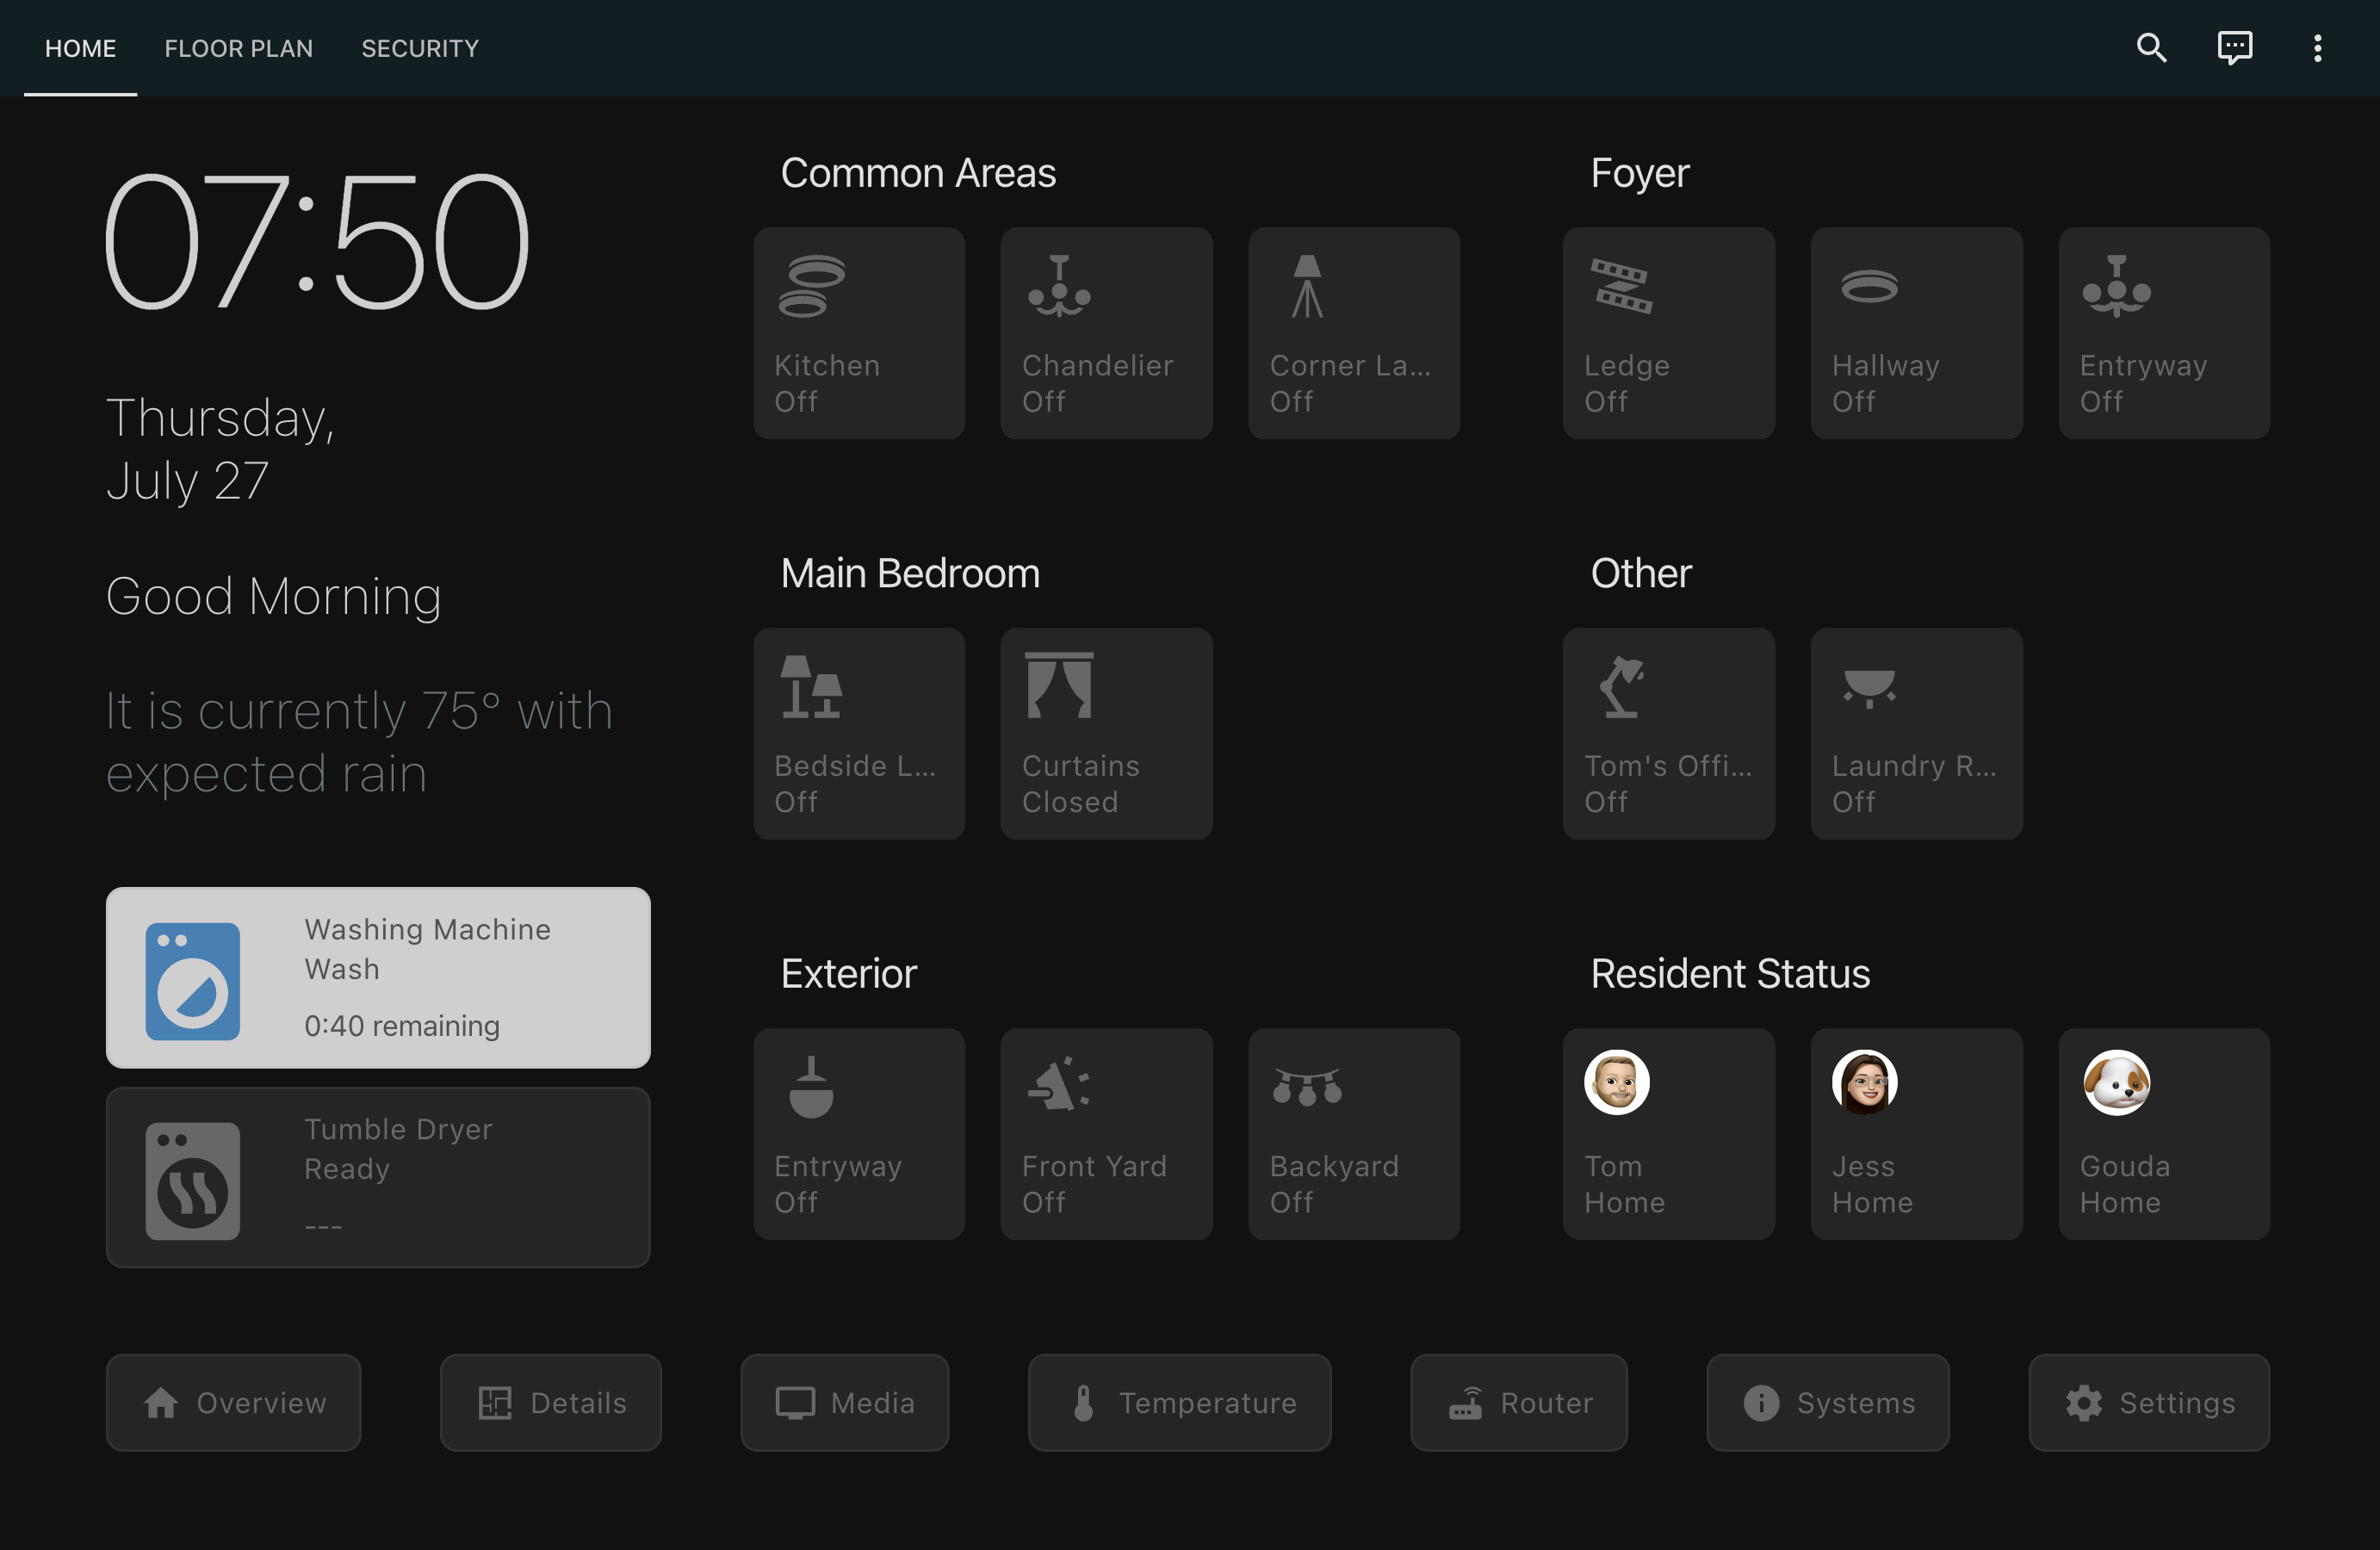 HOME
FLOOR PLAN
SECURITY
07:50
Thursday,
July 27
Good Morning
It is currently 75° with
expected rain
Washing Machine
Wash
0:40 remaining
Tumble Dryer
Ready
---
Common Areas
Kitchen
Off
Chandelier
Off
Corner La...
Off
Foyer
Ledge
Off
Hallway
Off
Entryway
Off
Main Bedroom
Bedside L...
Off
Curtains
Closed
Other
Tom's Offi...
Off
Laundry R...
Off
Exterior
Entryway
Off
Front Yard
Off
Backyard
Off
Resident Status
Tom
Home
Jess
Home
Gouda
Home
Overview
Details
Media
Temperature
Router
Systems
Settings